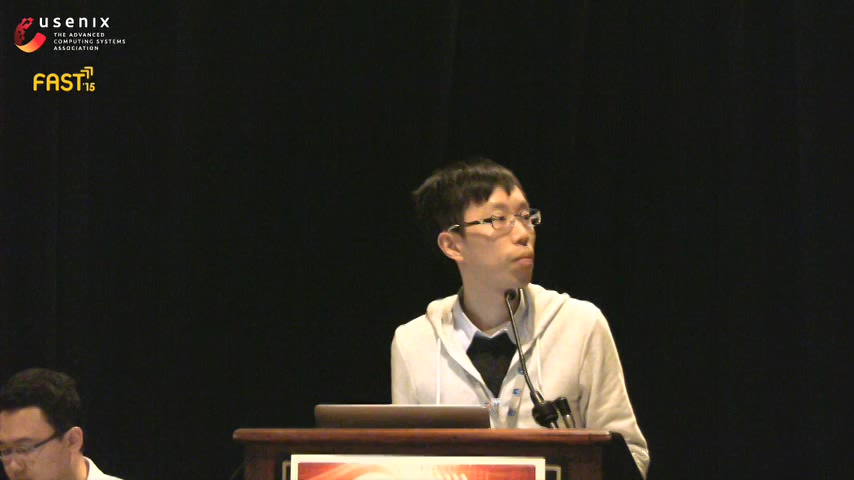 usenix
THE ADVANCED
COMPUTING SYSTEMS
ASSOCIATION
FAST '15